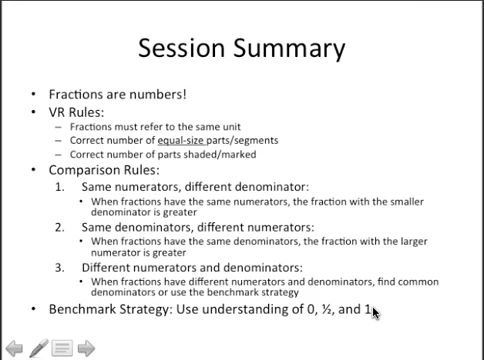 Session Summary
• Fractions are numbers!
• VR Rules:
– Fractions must refer to the same unit
– Correct number of equal-size parts/segments
– Correct number of parts shaded/marked
• Comparison Rules:
1. Same numerators, different denominator:
• When fractions have the same numerators, the fraction with the smaller
denominator is greater
2. Same denominators, different numerators:
• When fractions have the same denominators, the fraction with the larger
numerator is greater
3. Different numerators and denominators:
• When fractions have different numerators and denominators, find common
denominators or use the benchmark strategy
• Benchmark Strategy: Use understanding of 0, ½, and 1